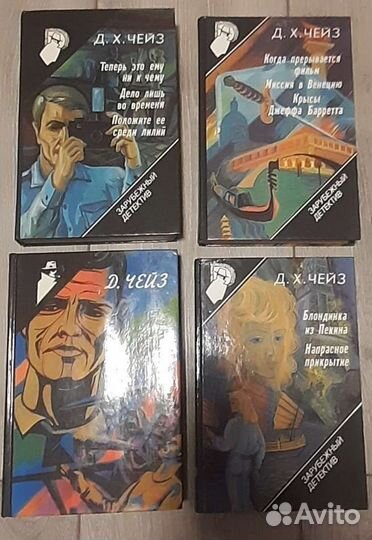 Д. Х. ЧЕЙЗ
Теперь это ему
ни к чему
Дело лишь
во времени
Положите ее
среди лилий
ЗАРУБЕЖНЫЙ
ДЕТЕКТИВ
Д. Х. ЧЕЙЗ
Когда прерывается
фильм
Миссия в Венецию
Крысы
Джеффа Барретта
ЗАРУБЕЖНЫЙ
ДЕТЕКТИВ
Д. ЧЕЙЗ
Д. Х. ЧЕЙЗ
Блондинка
из Пекина
Напрасное
прикрытие
ЗАРУБЕЖНЫЙ
ДЕТЕКТИВ
Avito